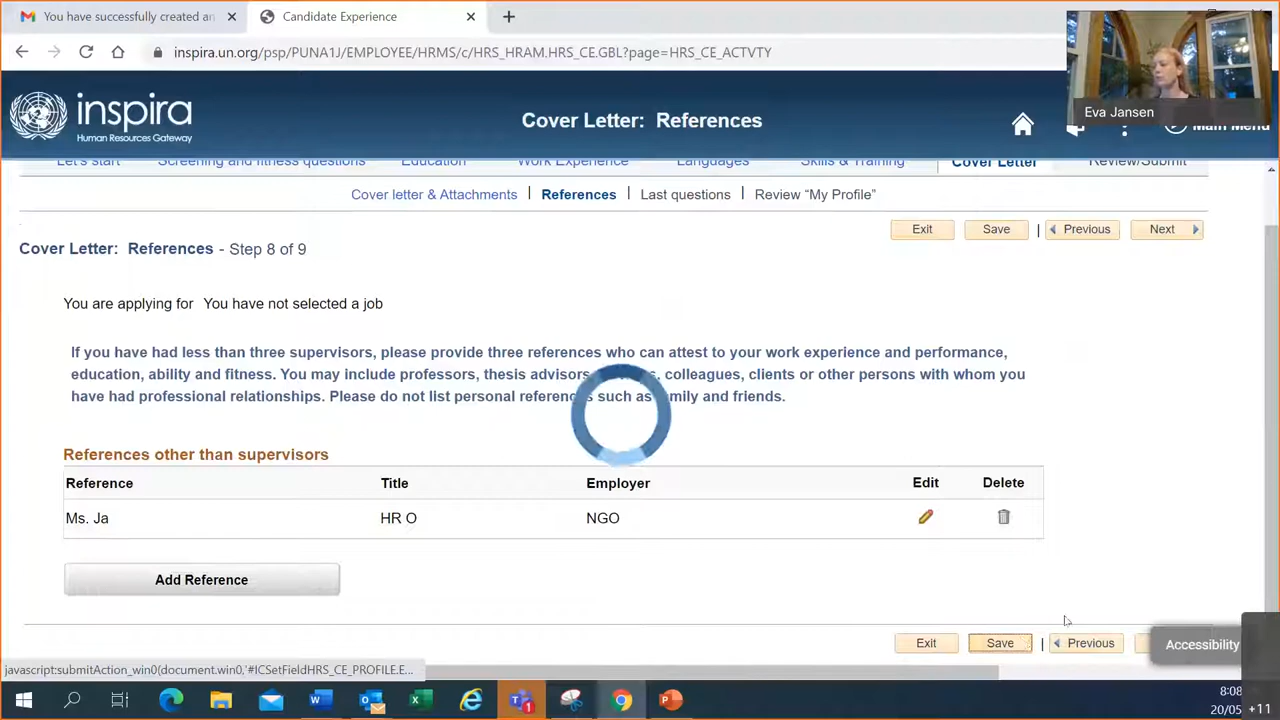 You have successfully created an
Candidate Experience
inspira.un.org/psp/PUNA1J/EMPLOYEE/HRMS/c/HRS_HRAM.HRS_CE.GBL?page=HRS_CE_ACTVTY
Eva Jansen
inspira
Human Resources Gateway
Cover Letter: References
Main Menu
Let's start Screening and fitness questions Education Work Experience Languages Skills & Training Cover Letter Review/Submit
Cover letter & Attachments | References | Last questions | Review “My Profile”
Exit Save | Previous Next
Cover Letter: References - Step 8 of 9
You are applying for You have not selected a job
If you have had less than three supervisors, please provide three references who can attest to your work experience and performance,
education, ability and fitness. You may include professors, thesis advisors, colleagues, clients or other persons with whom you
have had professional relationships. Please do not list personal references such as family and friends.
References other than supervisors
Reference Title Employer Edit Delete
Ms. Ja HR O NGO
Add Reference
Exit Save | Previous
Accessibility
javascript:submitAction_win0(document.win0,'#ICSetFieldHRS_CE_PROFILE.E...
1
8:08
20/05
+11